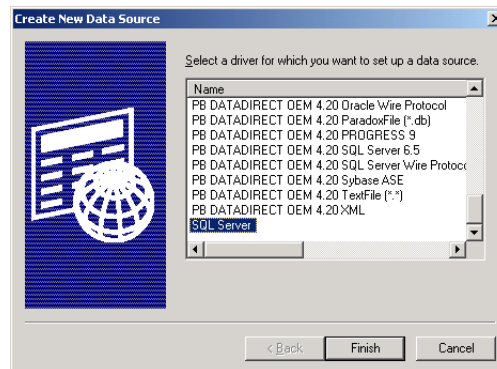 Create New Data Source
Select a driver for which you want to set up a data source.
Name
PB DATADIRECT OEM 4.20 Oracle Wire Protocol
PB DATADIRECT OEM 4.20 ParadoxFile (*.db)
PB DATADIRECT OEM 4.20 PROGRESS 9
PB DATADIRECT OEM 4.20 SQL Server 6.5
PB DATADIRECT OEM 4.20 SQL Server Wire Protoco
PB DATADIRECT OEM 4.20 Sybase ASE
PB DATADIRECT OEM 4.20 TextFile (*.*)
PB DATADIRECT OEM 4.20 XML
SQL Server
< Back
Finish
Cancel